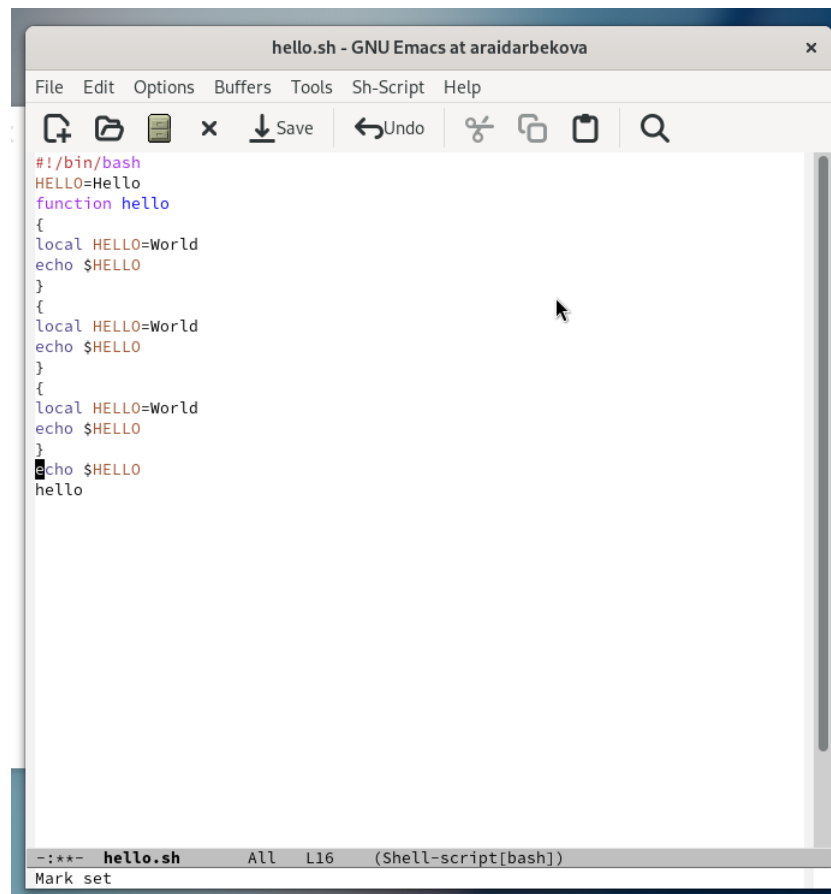 hello.sh - GNU Emacs at araidarbekova
File Edit Options Buffers Tools Sh-Script Help
Save Undo
#!/bin/bash
HELLO=Hello
function hello
{
local HELLO=World
echo $HELLO
}
{
local HELLO=World
echo $HELLO
}
{
local HELLO=World
echo $HELLO
}
echo $HELLO
hello
-:**- hello.sh All L16 (Shell-script[bash])
Mark set